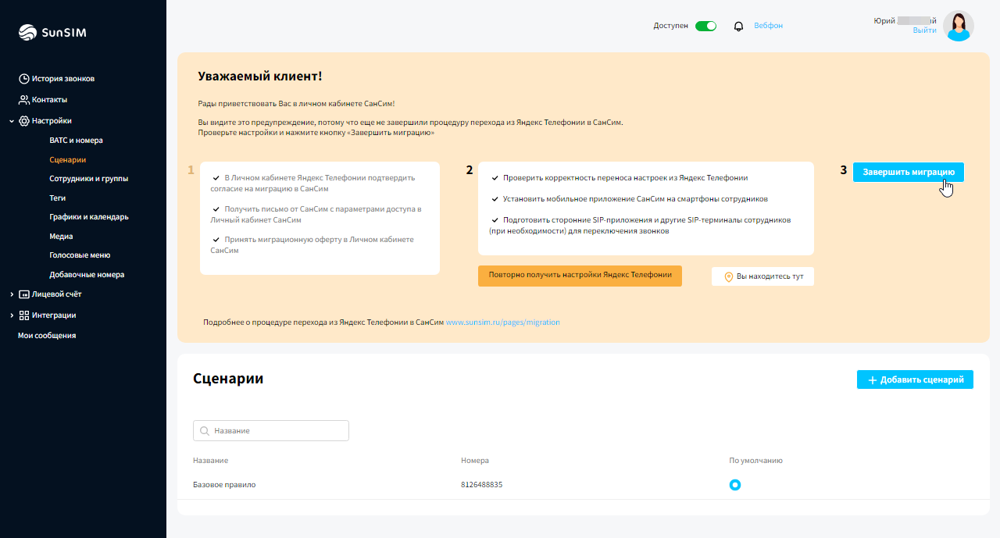 SunSIM
История звонков
Контакты
Настройки
ВАТС и номера
Сценарии
Сотрудники и группы
Теги
Графики и календарь
Медиа
Голосовые меню
Добавочные номера
Лицевой счёт
Интеграции
Мои сообщения
Доступен
Вебфон
Юрий й
Выйти
Уважаемый клиент!
Рады приветствовать Вас в личном кабинете СанСим!
Вы видите это предупреждение, потому что еще не завершили процедуру перехода из Яндекс Телефонии в СанСим.
Проверьте настройки и нажмите кнопку «Завершить миграцию»
1
В Личном кабинете Яндекс Телефонии подтвердить
согласие на миграцию в СанСим
Получить письмо от СанСим с параметрами доступа в
Личный кабинет СанСим
Принять миграционную оферту в Личном кабинете
СанСим
2
Проверить корректность переноса настроек из Яндекс Телефонии
Установить мобильное приложение СанСим на смартфоны сотрудников
Подготовить сторонние SIP-приложения и другие SIP-терминалы сотрудников
(при необходимости) для переключения звонков
Повторно получить настройки Яндекс Телефонии
Вы находитесь тут
3
Завершить миграцию
Подробнее о процедуре перехода из Яндекс Телефонии в СанСим www.sunsim.ru/pages/migration
Сценарии
Добавить сценарий
Название
Название Номера По умолчанию
Базовое правило 8126488835